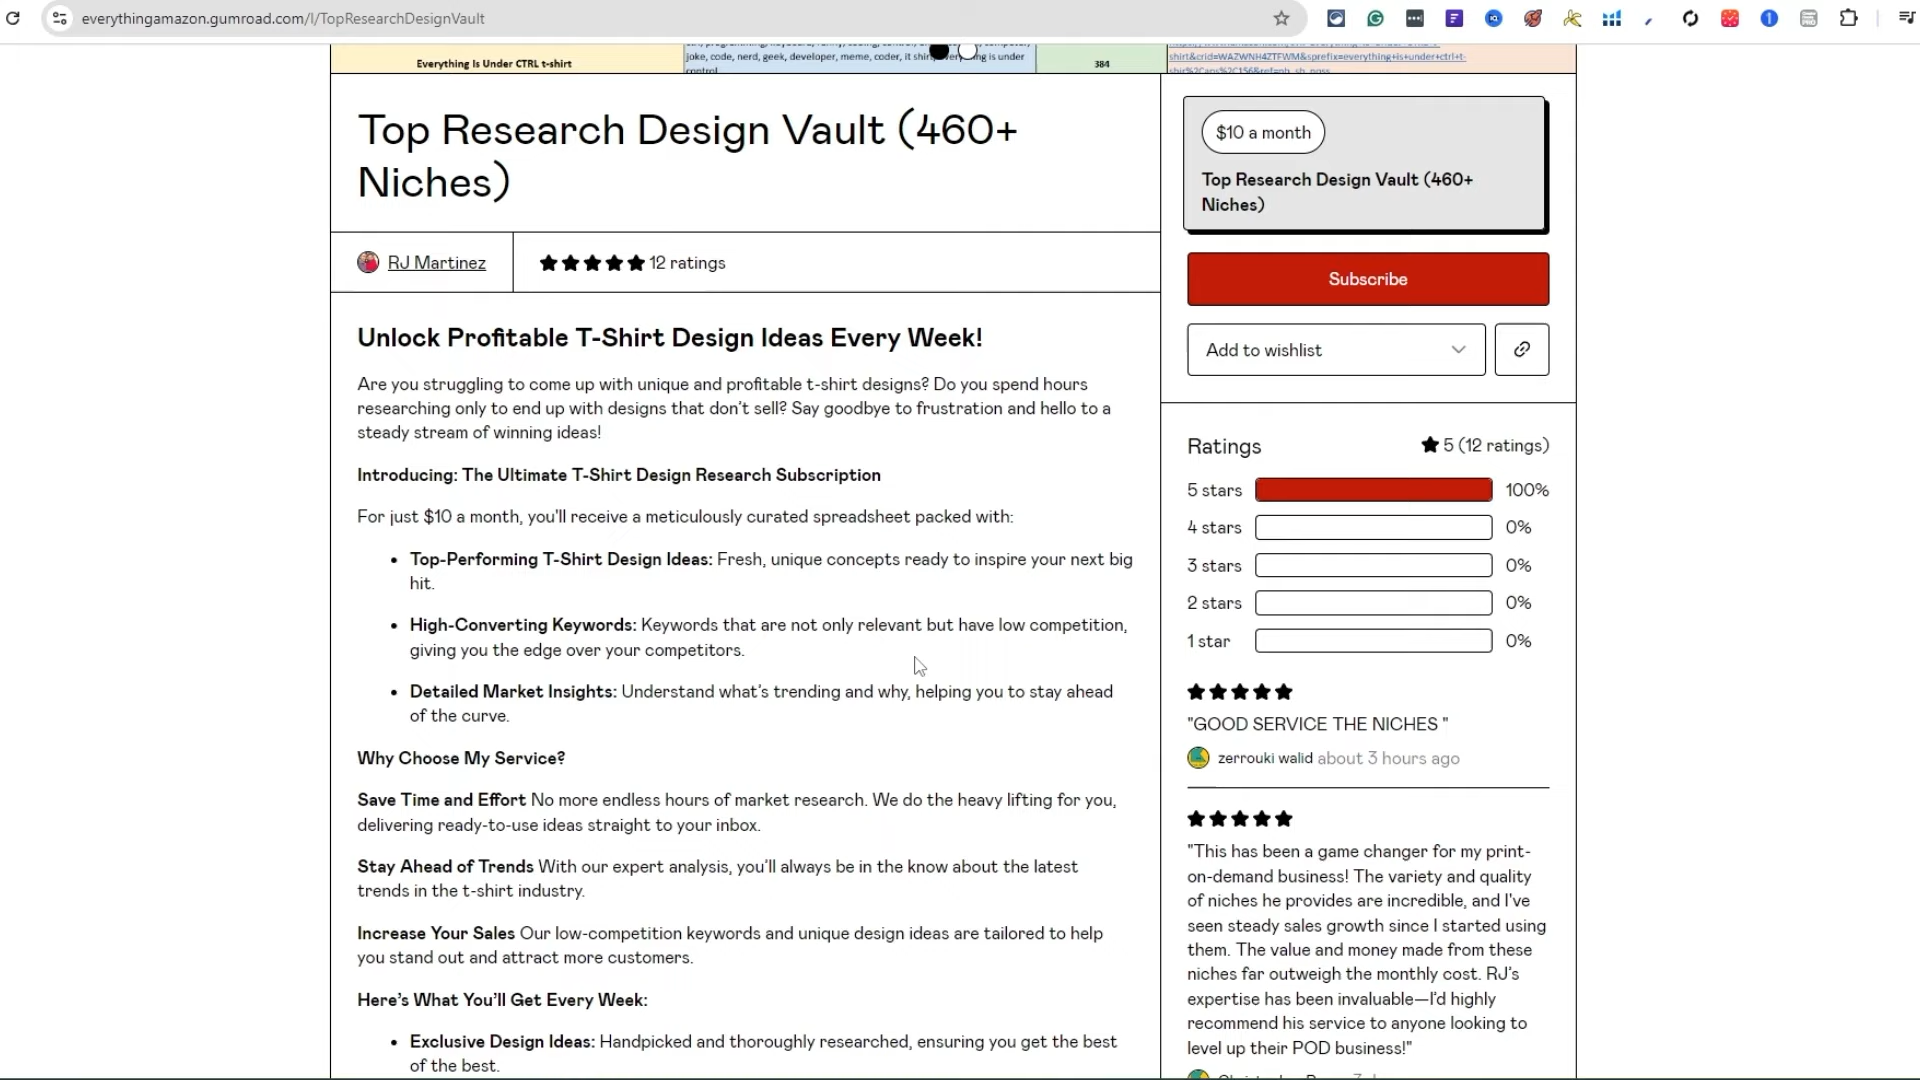 everythingamazon.gumroad.com/l/TopResearchDesignVault
Everything Is Under CTRL t-shirt
joke, code, nerd, geek, developer, meme, coder, it shirt, everything is under
control
384
shirt&crid=WAZWNH4ZTFWM&sprefix=everything+is+under+ctrl+t-
Top Research Design Vault (460+
Niches)
RJ Martinez
12 ratings
Unlock Profitable T-Shirt Design Ideas Every Week!
Are you struggling to come up with unique and profitable t-shirt designs? Do you spend hours
researching only to end up with designs that don't sell? Say goodbye to frustration and hello to a
steady stream of winning ideas!
Introducing: The Ultimate T-Shirt Design Research Subscription
For just $10 a month, you'll receive a meticulously curated spreadsheet packed with:
• Top-Performing T-Shirt Design Ideas: Fresh, unique concepts ready to inspire your next big
hit.
• High-Converting Keywords: Keywords that are not only relevant but have low competition,
giving you the edge over your competitors.
• Detailed Market Insights: Understand what's trending and why, helping you to stay ahead
of the curve.
Why Choose My Service?
Save Time and Effort No more endless hours of market research. We do the heavy lifting for you,
delivering ready-to-use ideas straight to your inbox.
Stay Ahead of Trends With our expert analysis, you'll always be in the know about the latest
trends in the t-shirt industry.
Increase Your Sales Our low-competition keywords and unique design ideas are tailored to help
you stand out and attract more customers.
Here's What You'll Get Every Week:
• Exclusive Design Ideas: Handpicked and thoroughly researched, ensuring you get the best
of the best.
$10 a month
Top Research Design Vault (460+
Niches)
Subscribe
Add to wishlist
Ratings
5 (12 ratings)
5 stars 100%
4 stars 0%
3 stars 0%
2 stars 0%
1 star 0%
"GOOD SERVICE THE NICHES "
zerrouki walid about 3 hours ago
"This has been a game changer for my print-
on-demand business! The variety and quality
of niches he provides are incredible, and I've
seen steady sales growth since I started using
them. The value and money made from these
niches far outweigh the monthly cost. RJ's
expertise has been invaluable—I'd highly
recommend his service to anyone looking to
level up their POD business!"